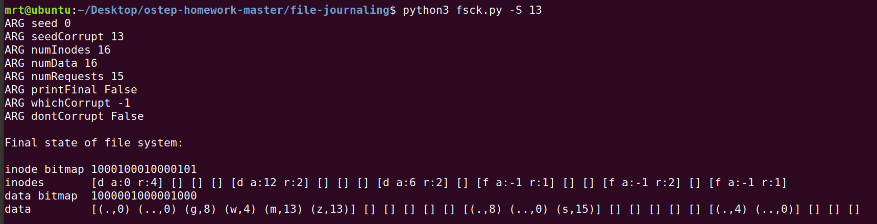 mrt@ubuntu:~/Desktop/ostep-homework-master/file-journaling$ python3 fsck.py -S 13
ARG seed 0
ARG seedCorrupt 13
ARG numInodes 16
ARG numData 16
ARG numRequests 15
ARG printFinal False
ARG whichCorrupt -1
ARG dontCorrupt False

Final state of file system:

inode bitmap 1000100010000101
inodes       [d a:0 r:4] [] [] [] [d a:12 r:2] [] [] [] [d a:6 r:2] [] [f a:-1 r:1] [] [] [f a:-1 r:2] [] [f a:-1 r:1]
data bitmap  1000001000001000
data         [(.,0) (..,0) (g,8) (w,4) (m,13) (z,13)] [] [] [] [] [] [(.,8) (..,0) (s,15)] [] [] [] [] [] [(.,4) (..,0)] [] [] []